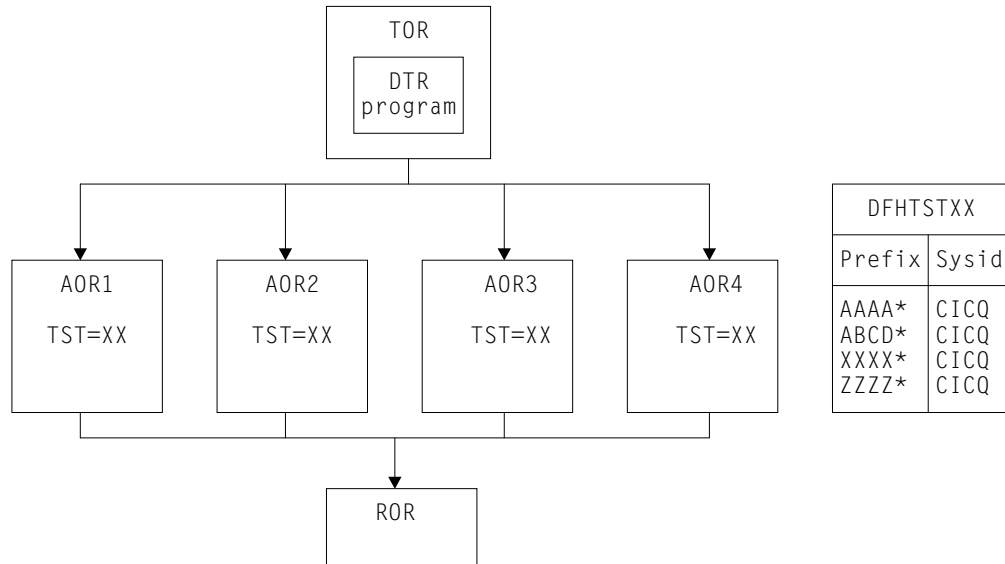 TOR
DTR
program
AOR1
AOR2
AOR3
AOR4
TST=XX
TST=XX
TST=XX
TST=XX
DFHTSTXX
Prefix Sysid
AAAA* CICQ
ABCD* CICQ
XXXX* CICQ
ZZZZ* CICQ
ROR